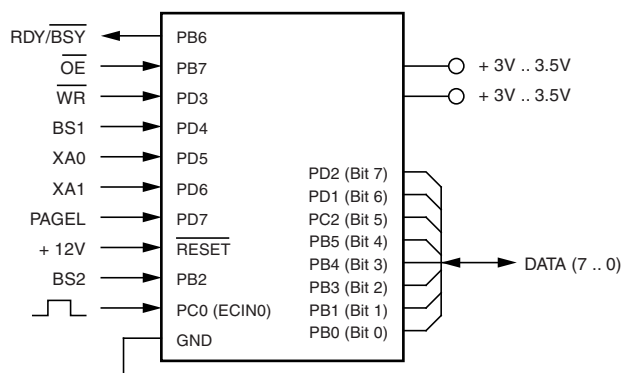 RDY/BSY PB6
OE PB7 + 3V .. 3.5V
WR PD3 + 3V .. 3.5V
BS1 PD4
XA0 PD5
XA1 PD6
PAGEL PD7
+ 12V RESET
BS2 PB2
PC0 (ECIN0)
GND
PD2 (Bit 7)
PD1 (Bit 6)
PC2 (Bit 5)
PB5 (Bit 4)
PB4 (Bit 3) DATA (7 .. 0)
PB3 (Bit 2)
PB1 (Bit 1)
PB0 (Bit 0)